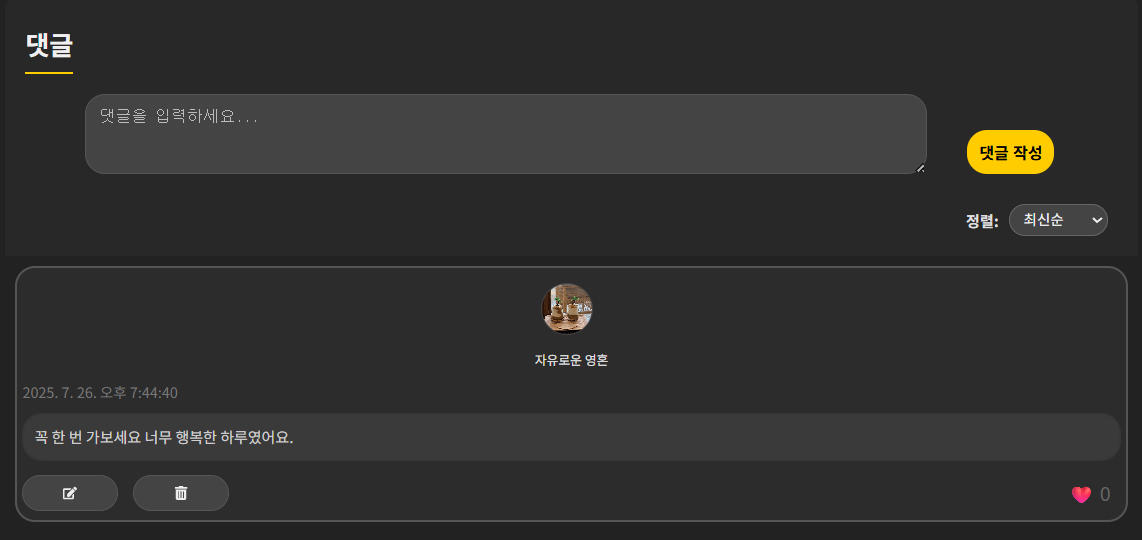 댓글
댓글을 입력하세요...
댓글 작성
정렬: 최신순
자유로운 영혼
2025. 7. 26. 오후 7:44:40
꼭 한 번 가보세요 너무 행복한 하루였어요.
0